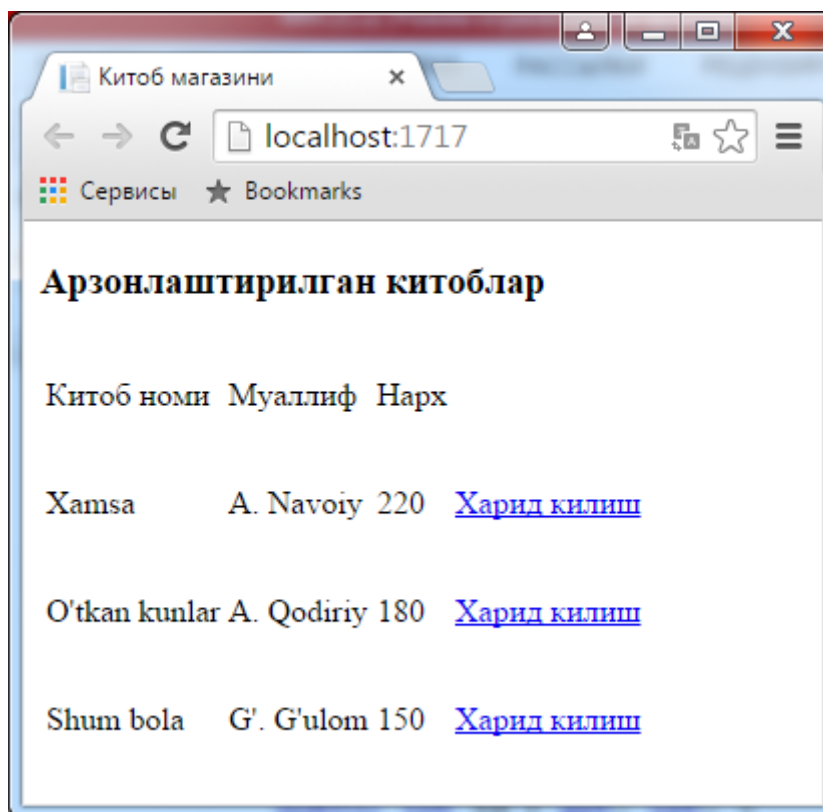 Китоб магазини
localhost:1717
Сервисы Bookmarks
Арзонлаштирилган китоблар
Китоб номи Муаллиф Нарх
Xamsa A. Navoiy 220 Харид килиш
O'tkan kunlar A. Qodiriy 180 Харид килиш
Shum bola G'. G'ulom 150 Харид килиш